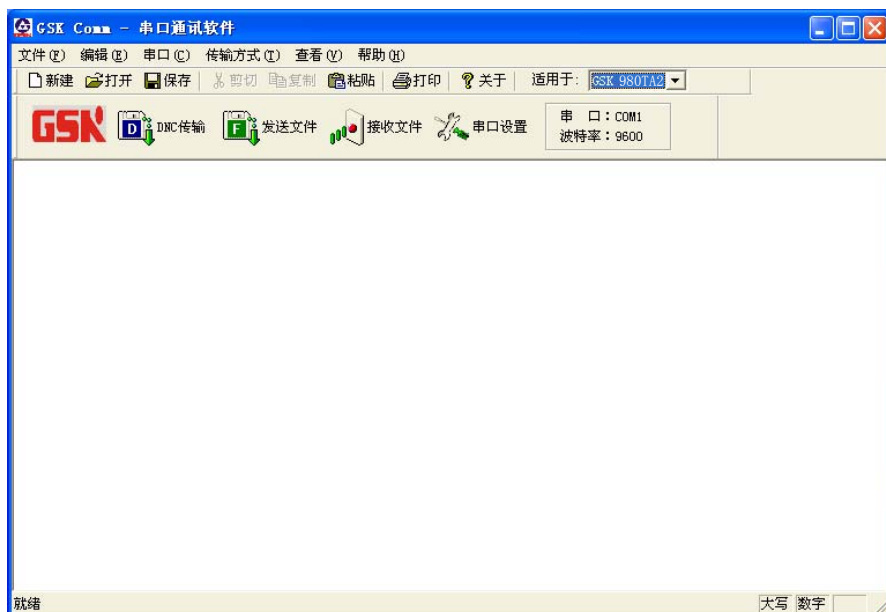 GSK Comm - 串口通讯软件
文件(F) 编辑(E) 串口(C) 传输方式(T) 查看(V) 帮助(H)
新建 打开 保存 剪切 复制 粘贴 打印 关于 适用于: GSK 980TA2
GSK DNC传输 发送文件 接收文件 串口设置 串 口:COM1
波特率:9600
就绪 大写 数字